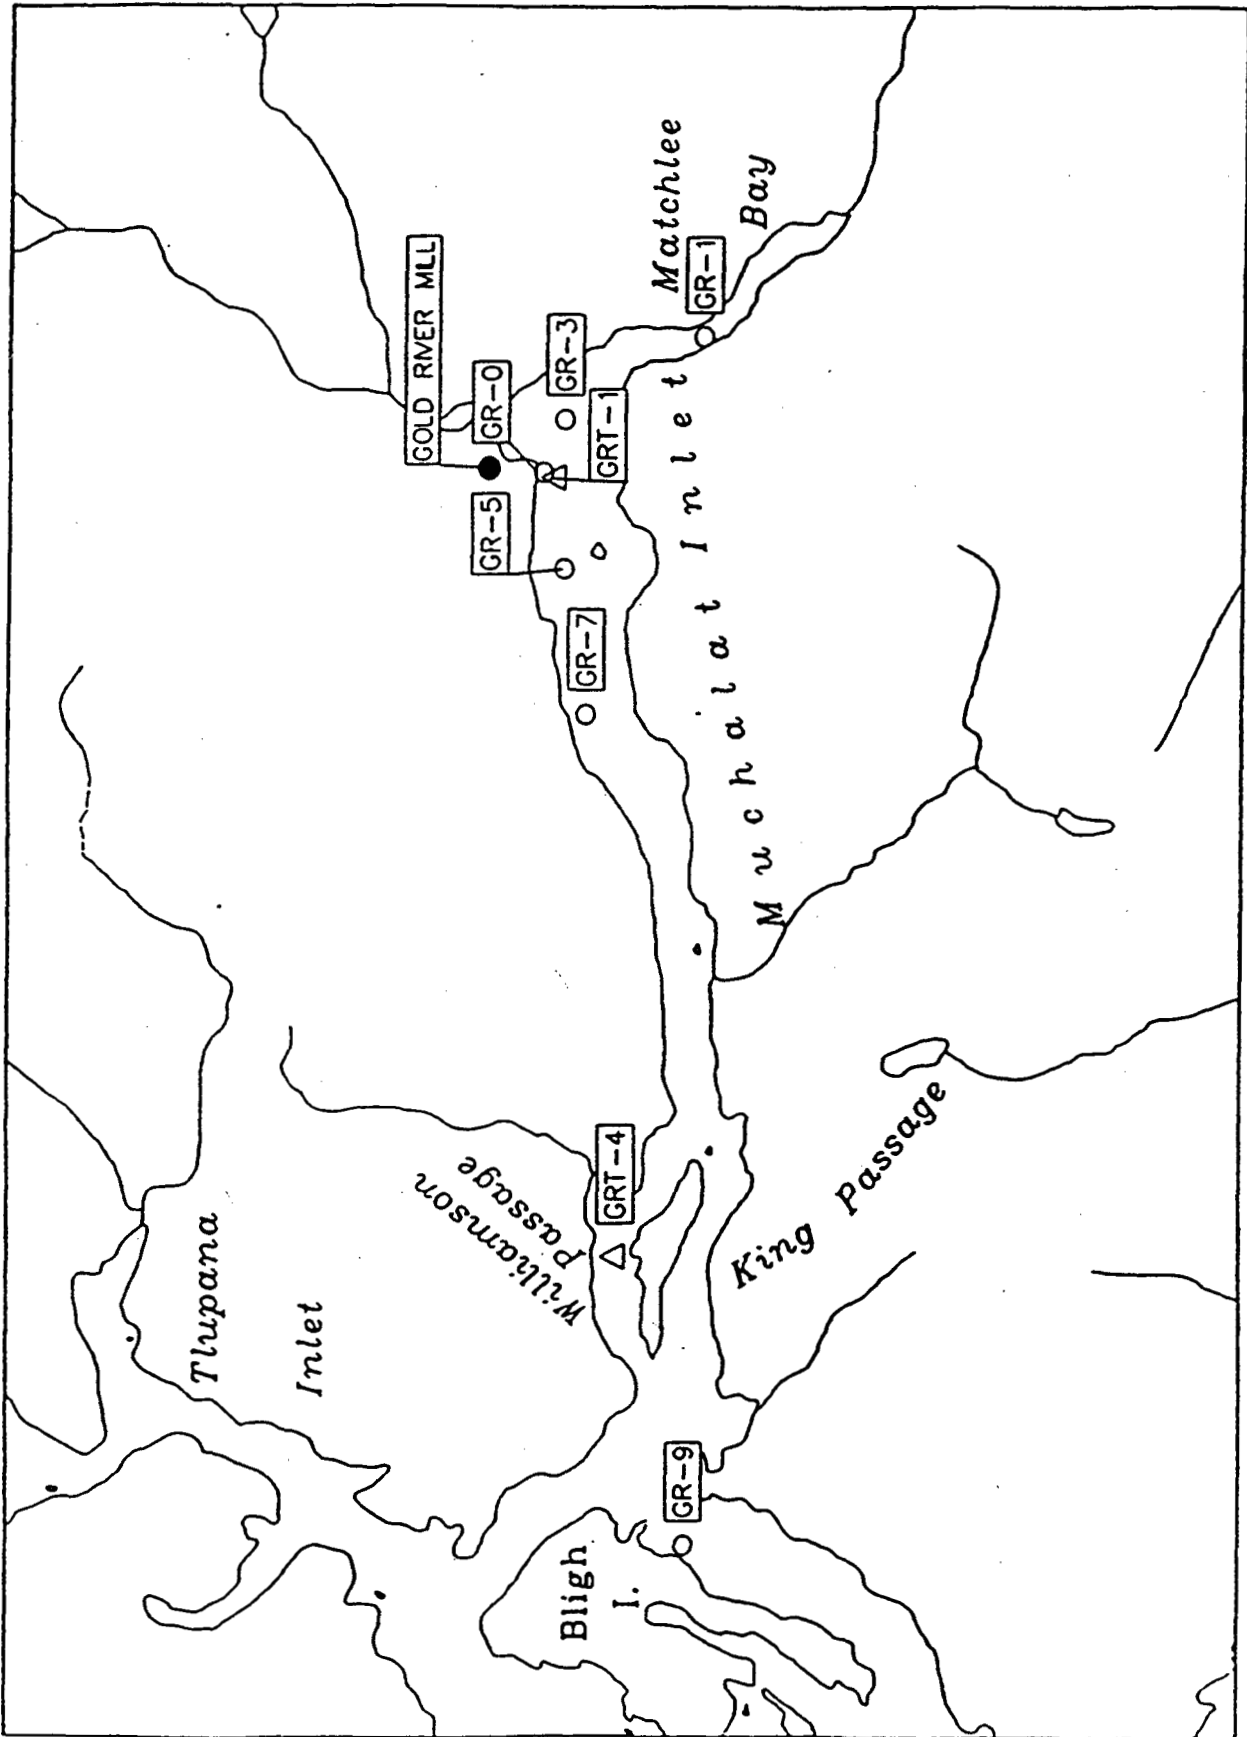 Tlupana
Inlet
Williamson
Passage
GOLD RIVER MILL
GR-0
GR-5
GR-3
GRT-1
GR-7
Matchlee
Bay
GR-1
Muchalat Inlet
GRT-4
King Passage
GR-9
Bligh
I.